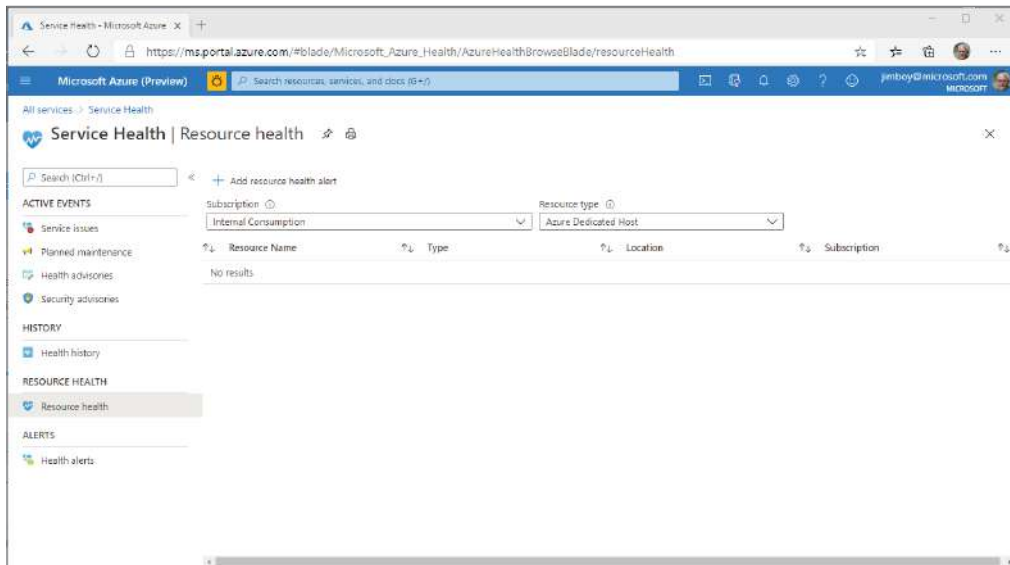 Service Health - Microsoft Azure
https://ms.portal.azure.com/#blade/Microsoft_Azure_Health/AzureHealthBrowseBlade/resourceHealth
Microsoft Azure (Preview)
Search resources, services, and docs (G+/)
jimboy@microsoft.com
MICROSOFT
All services > Service Health
Service Health | Resource health
Search (Ctrl+/)
Add resource health alert
ACTIVE EVENTS
Subscription
Resource type
Service issues
Internal Consumption
Azure Dedicated Host
Planned maintenance
Resource Name
Type
Location
Subscription
Health advisories
No results
Security advisories
HISTORY
Health history
RESOURCE HEALTH
Resource health
ALERTS
Health alerts